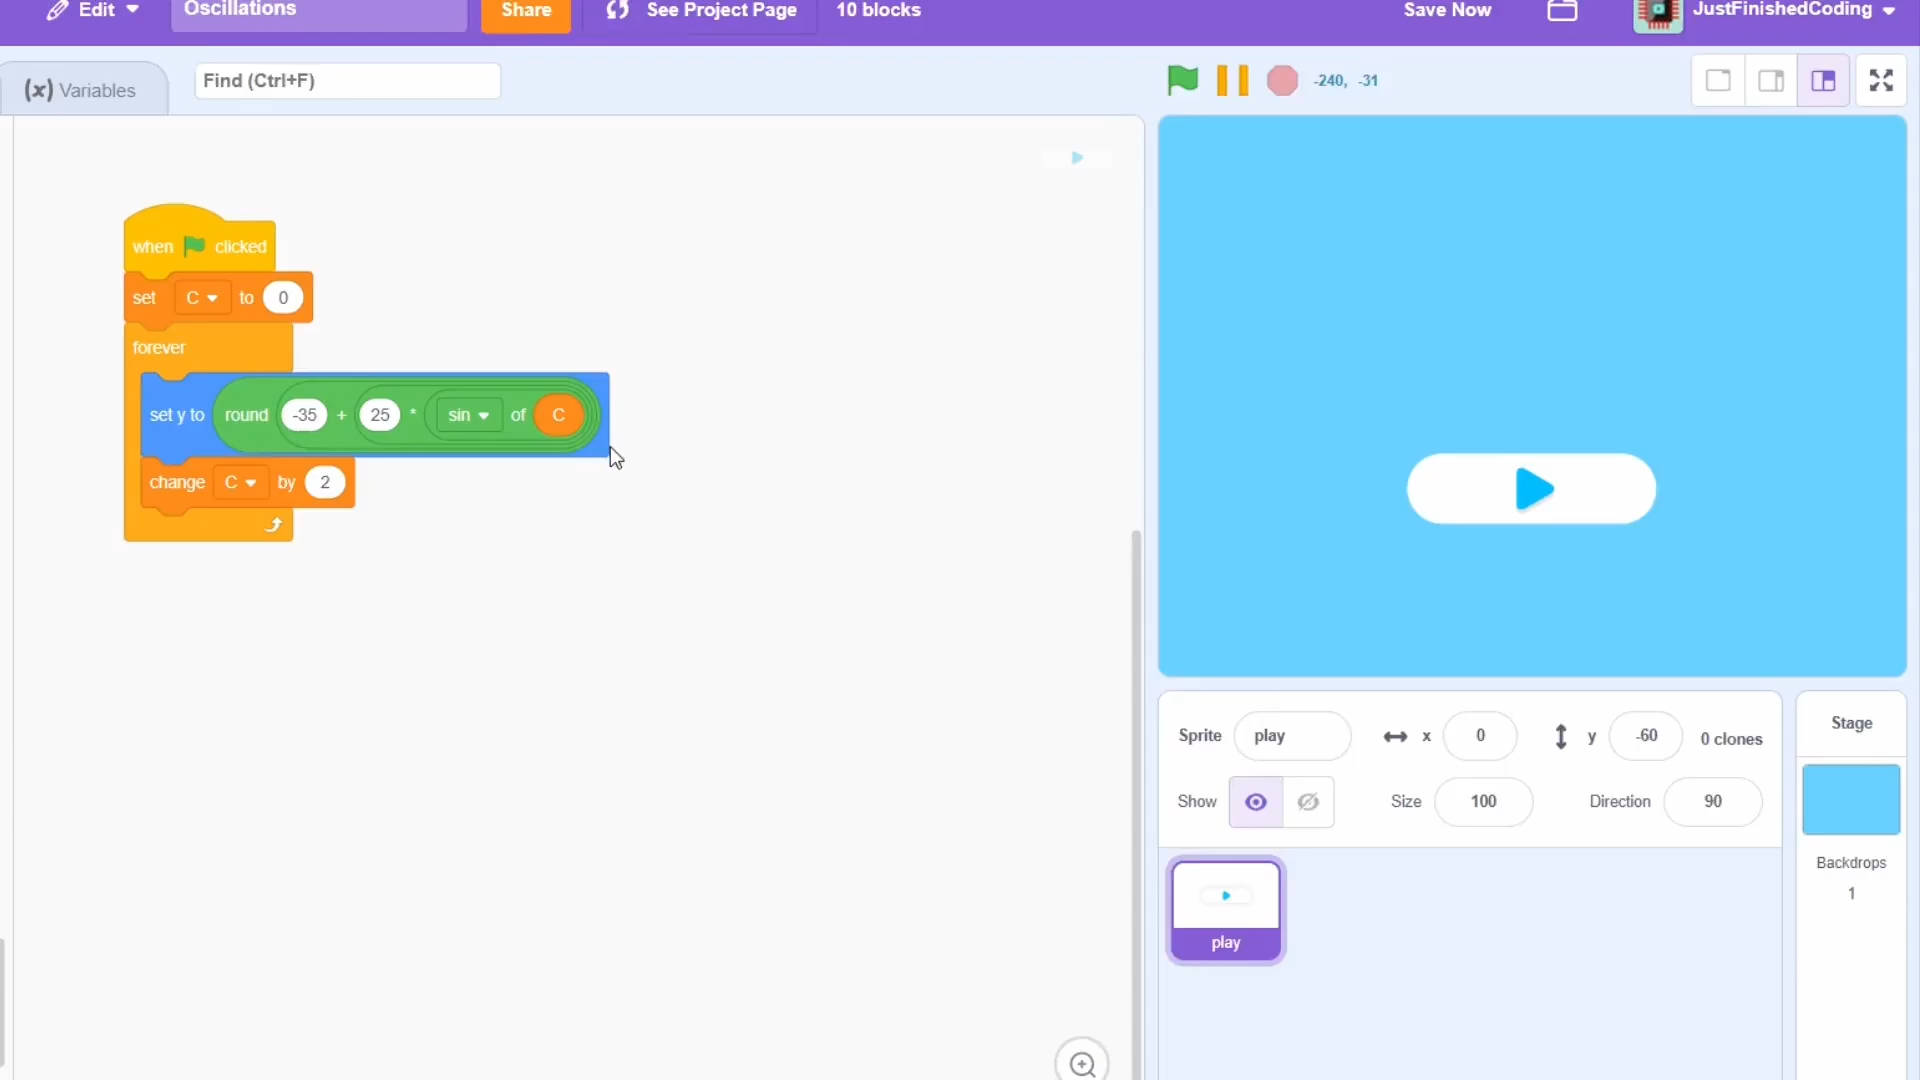 Edit
Oscillations
Share
See Project Page
10 blocks
Save Now
JustFinishedCoding
(x) Variables
Find (Ctrl+F)
-240, -31
when clicked
set C to 0
forever
set y to round -35 + 25 * sin of C
change C by 2
Sprite play x 0 y -60 0 clones
Show Size 100 Direction 90
play
Stage
Backdrops
1